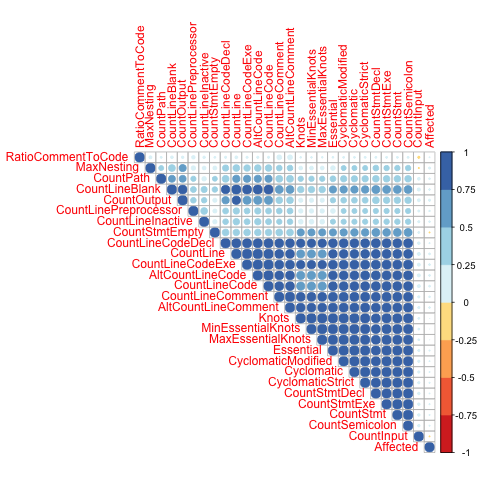 RatioCommentToCode
MaxNesting
CountPath
CountLineBlank
CountOutput
CountLinePreprocessor
CountLineInactive
CountStmtEmpty
CountLineCodeDecl
CountLine
CountLineCodeExe
AltCountLineCode
CountLineCode
CountLineComment
AltCountLineComment
Knots
MinEssentialKnots
MaxEssentialKnots
Essential
CyclomaticModified
Cyclomatic
CyclomaticStrict
CountStmtDecl
CountStmtExe
CountStmt
CountSemicolon
CountInput
Affected
RatioCommentToCode
MaxNesting
CountPath
CountLineBlank
CountOutput
CountLinePreprocessor
CountLineInactive
CountStmtEmpty
CountLineCodeDecl
CountLine
CountLineCodeExe
AltCountLineCode
CountLineCode
CountLineComment
AltCountLineComment
Knots
MinEssentialKnots
MaxEssentialKnots
Essential
CyclomaticModified
Cyclomatic
CyclomaticStrict
CountStmtDecl
CountStmtExe
CountStmt
CountSemicolon
CountInput
Affected
1
0.75
0.5
0.25
0
-0.25
-0.5
-0.75
-1